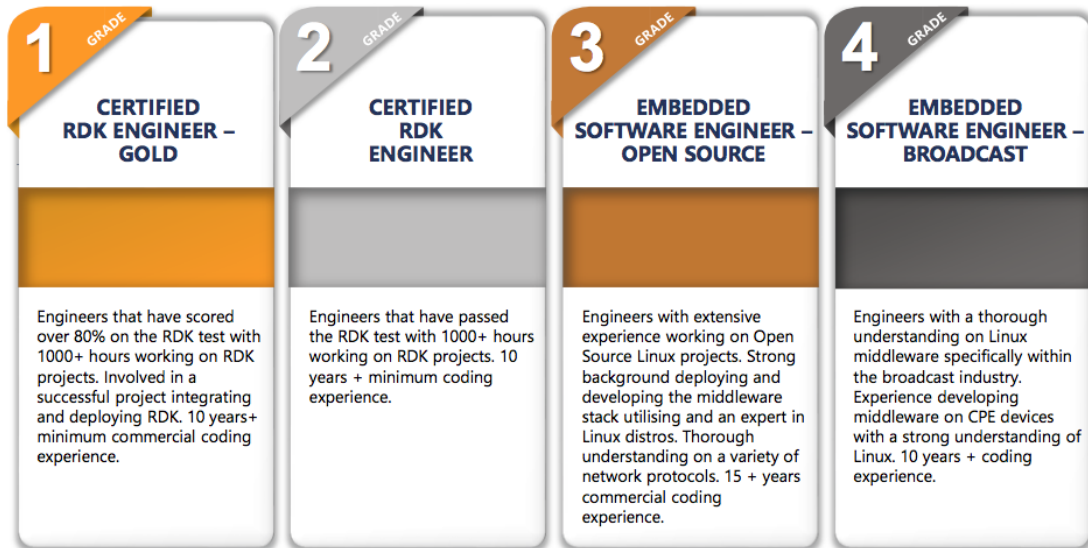 1 GRADE
CERTIFIED
RDK ENGINEER –
GOLD
Engineers that have scored
over 80% on the RDK test with
1000+ hours working on RDK
projects. Involved in a
successful project integrating
and deploying RDK. 10 years+
minimum commercial coding
experience.
2 GRADE
CERTIFIED
RDK
ENGINEER
Engineers that have passed
the RDK test with 1000+ hours
working on RDK projects. 10
years + minimum coding
experience.
3 GRADE
EMBEDDED
SOFTWARE ENGINEER –
OPEN SOURCE
Engineers with extensive
experience working on Open
Source Linux projects. Strong
background deploying and
developing the middleware
stack utilising and an expert in
Linux distros. Thorough
understanding on a variety of
network protocols. 15 + years
commercial coding
experience.
4 GRADE
EMBEDDED
SOFTWARE ENGINEER –
BROADCAST
Engineers with a thorough
understanding on Linux
middleware specifically within
the broadcast industry.
Experience developing
middleware on CPE devices
with a strong understanding of
Linux. 10 years + coding
experience.